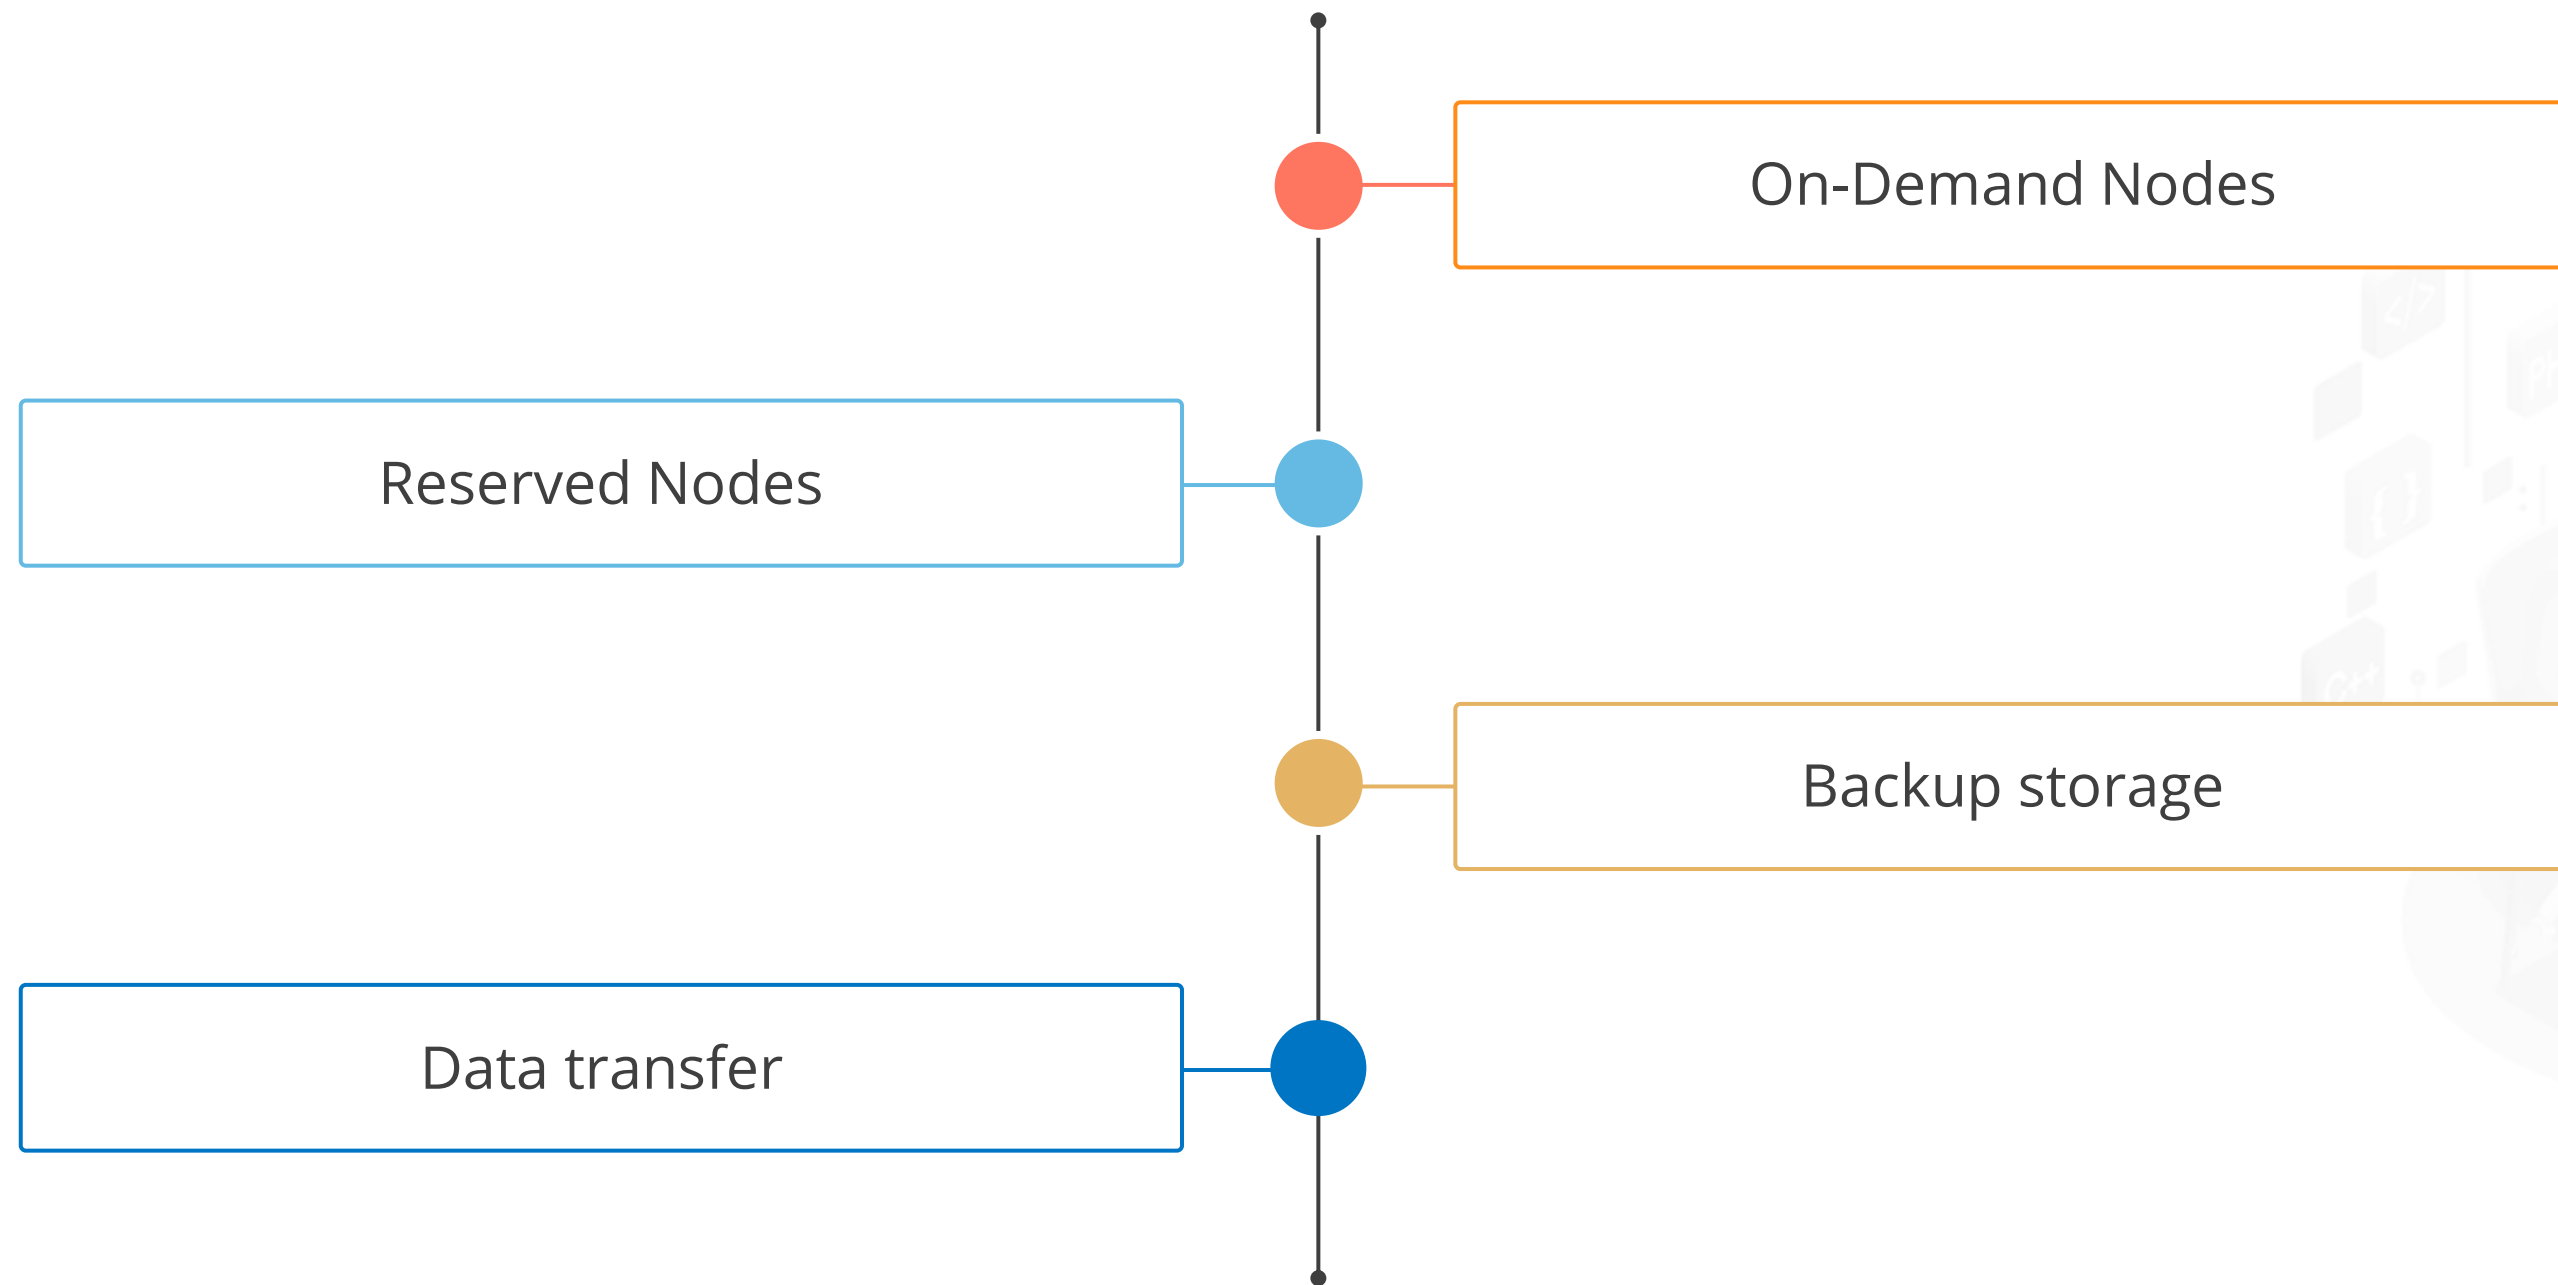 On-Demand Nodes
Reserved Nodes
Backup storage
Data transfer